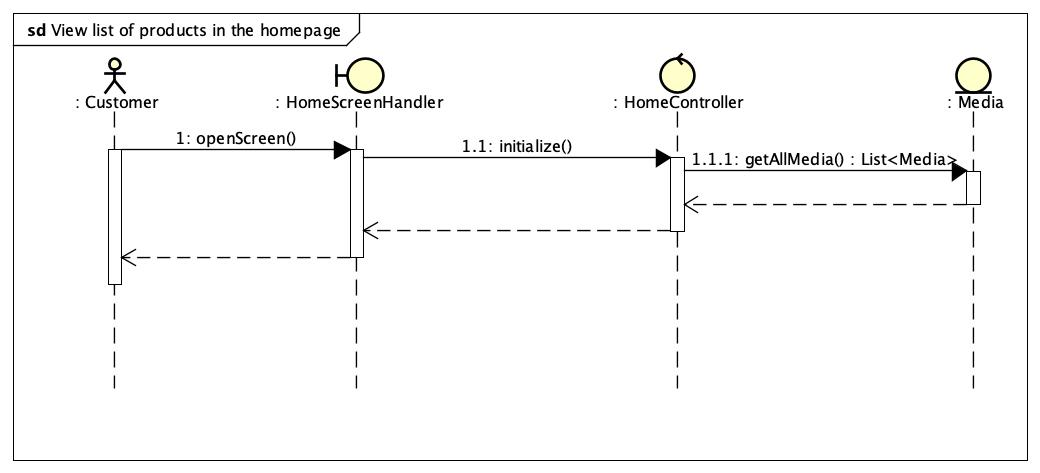 sd View list of products in the homepage
: Customer
: HomeScreenHandler
: HomeController
: Media
1: openScreen()
1.1: initialize()
1.1.1: getAllMedia() : List<Media>